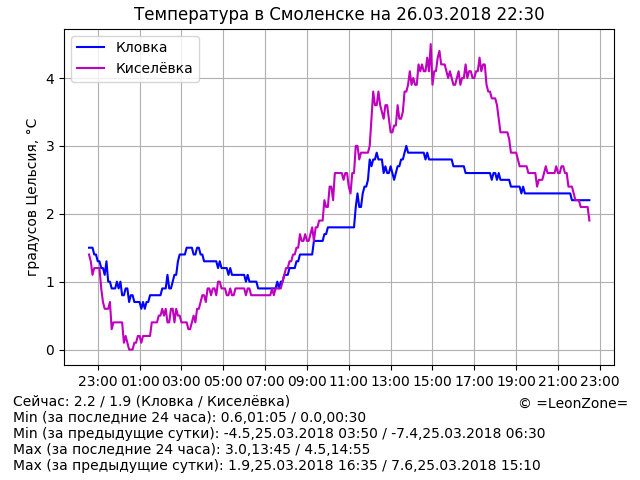 Температура в Смоленске на 26.03.2018 22:30
Кловка
Киселёвка
градусов Цельсия, °C
4
3
2
1
0
23:00 01:00 03:00 05:00 07:00 09:00 11:00 13:00 15:00 17:00 19:00 21:00 23:00
Сейчас: 2.2 / 1.9 (Кловка / Киселёвка)
© =LeonZone=
Min (за последние 24 часа): 0.6,01:05 / 0.0,00:30
Min (за предыдущие сутки): -4.5,25.03.2018 03:50 / -7.4,25.03.2018 06:30
Max (за последние 24 часа): 3.0,13:45 / 4.5,14:55
Max (за предыдущие сутки): 1.9,25.03.2018 16:35 / 7.6,25.03.2018 15:10